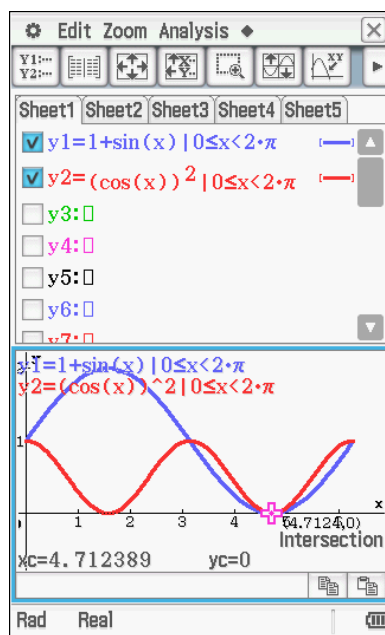 Edit Zoom Analysis ◆
Y1:⋯ Y2:⋯ XY
Sheet1 Sheet2 Sheet3 Sheet4 Sheet5
y1=1+sin(x)|0≤x<2·π
y2=(cos(x))²|0≤x<2·π
y3:▯
y4:▯
y5:▯
y6:▯
y7:▯
y1=1+sin(x)|0≤x<2·π
y2=(cos(x))^2|0≤x<2·π
1
x
1 2 3 4 (4.7124,0)
Intersection
xc=4.712389 yc=0
Rad Real